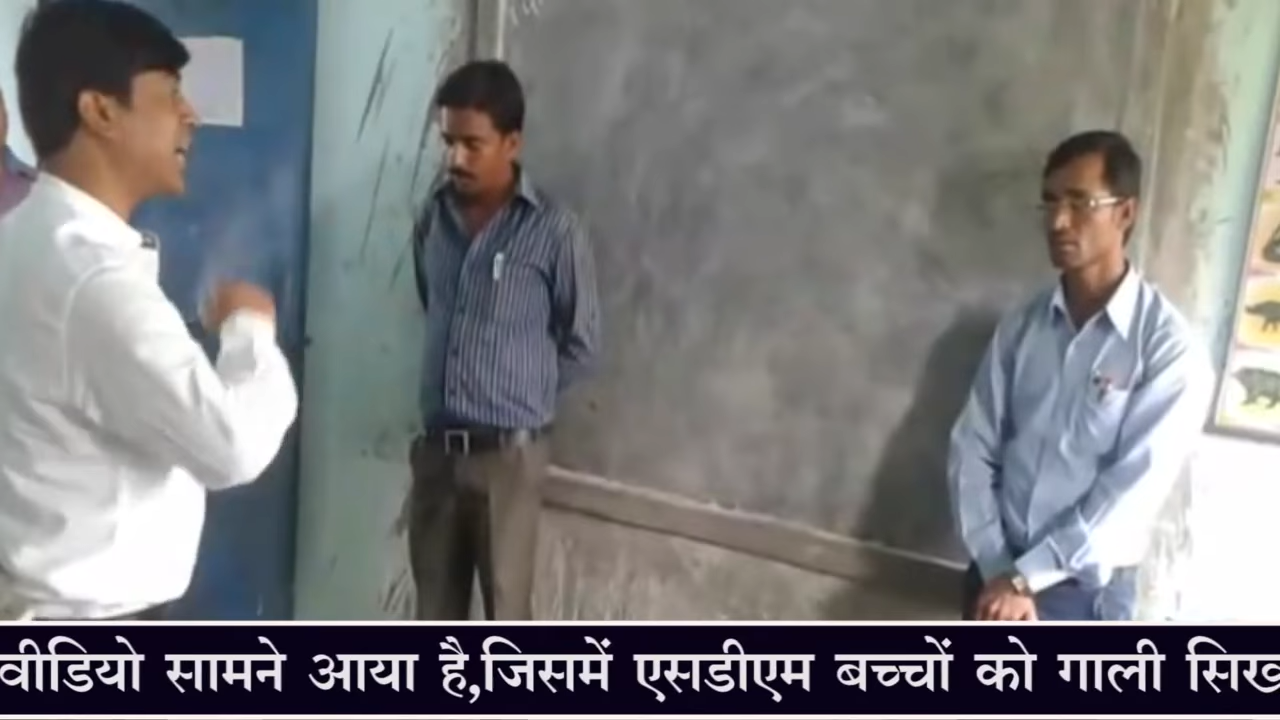 वीडियो सामने आया है,जिसमें एसडीएम बच्चों को गाली सिख